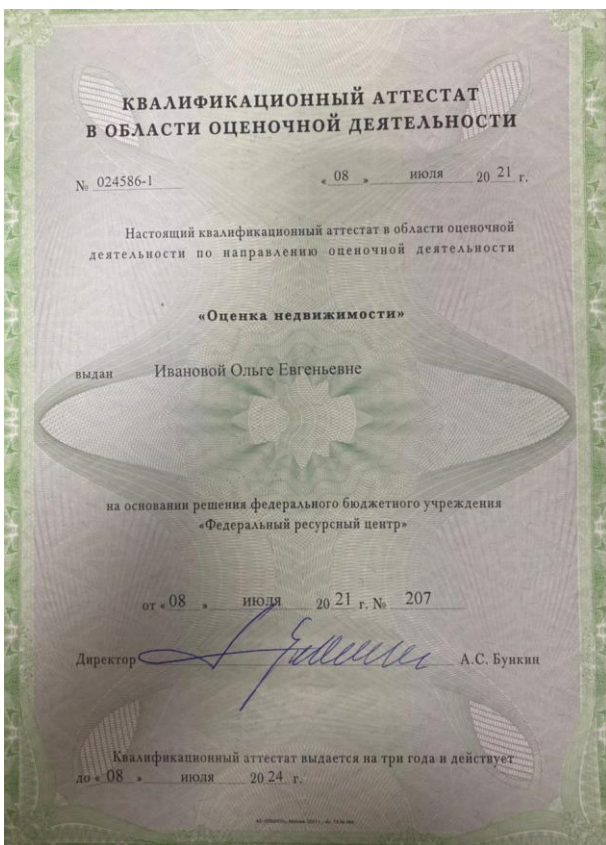 КВАЛИФИКАЦИОННЫЙ АТТЕСТАТ
В ОБЛАСТИ ОЦЕНОЧНОЙ ДЕЯТЕЛЬНОСТИ
№ 024586-1 « 08 » июля 20 21 г.
Настоящий квалификационный аттестат в области оценочной
деятельности по направлению оценочной деятельности
«Оценка недвижимости»
выдан Ивановой Ольге Евгеньевне
на основании решения федерального бюджетного учреждения
«Федеральный ресурсный центр»
от « 08 » июля 20 21 г. № 207
Директор А.С. Бункин
Квалификационный аттестат выдается на три года и действует
до « 08 » июля 20 24 г.